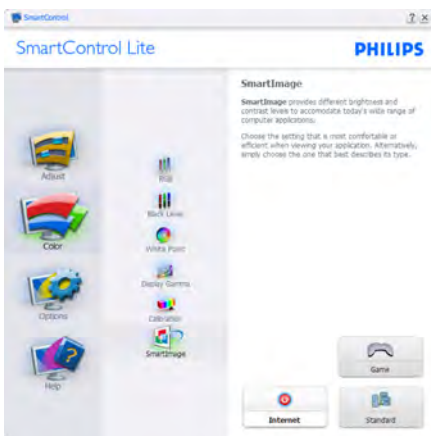 SmartControl
? ×
SmartControl Lite
PHILIPS
SmartImage
SmartImage provides different brightness and
contrast levels to accomodate today's wide range of
computer applications.
Choose the setting that is most comfortable or
efficient when viewing your application. Alternatively,
simply choose the one that best describes its type.
Adjust
Color
Options
Help
RGB
Black Level
White Point
Display Gamma
Calibration
SmartImage
Game
Internet
Standard